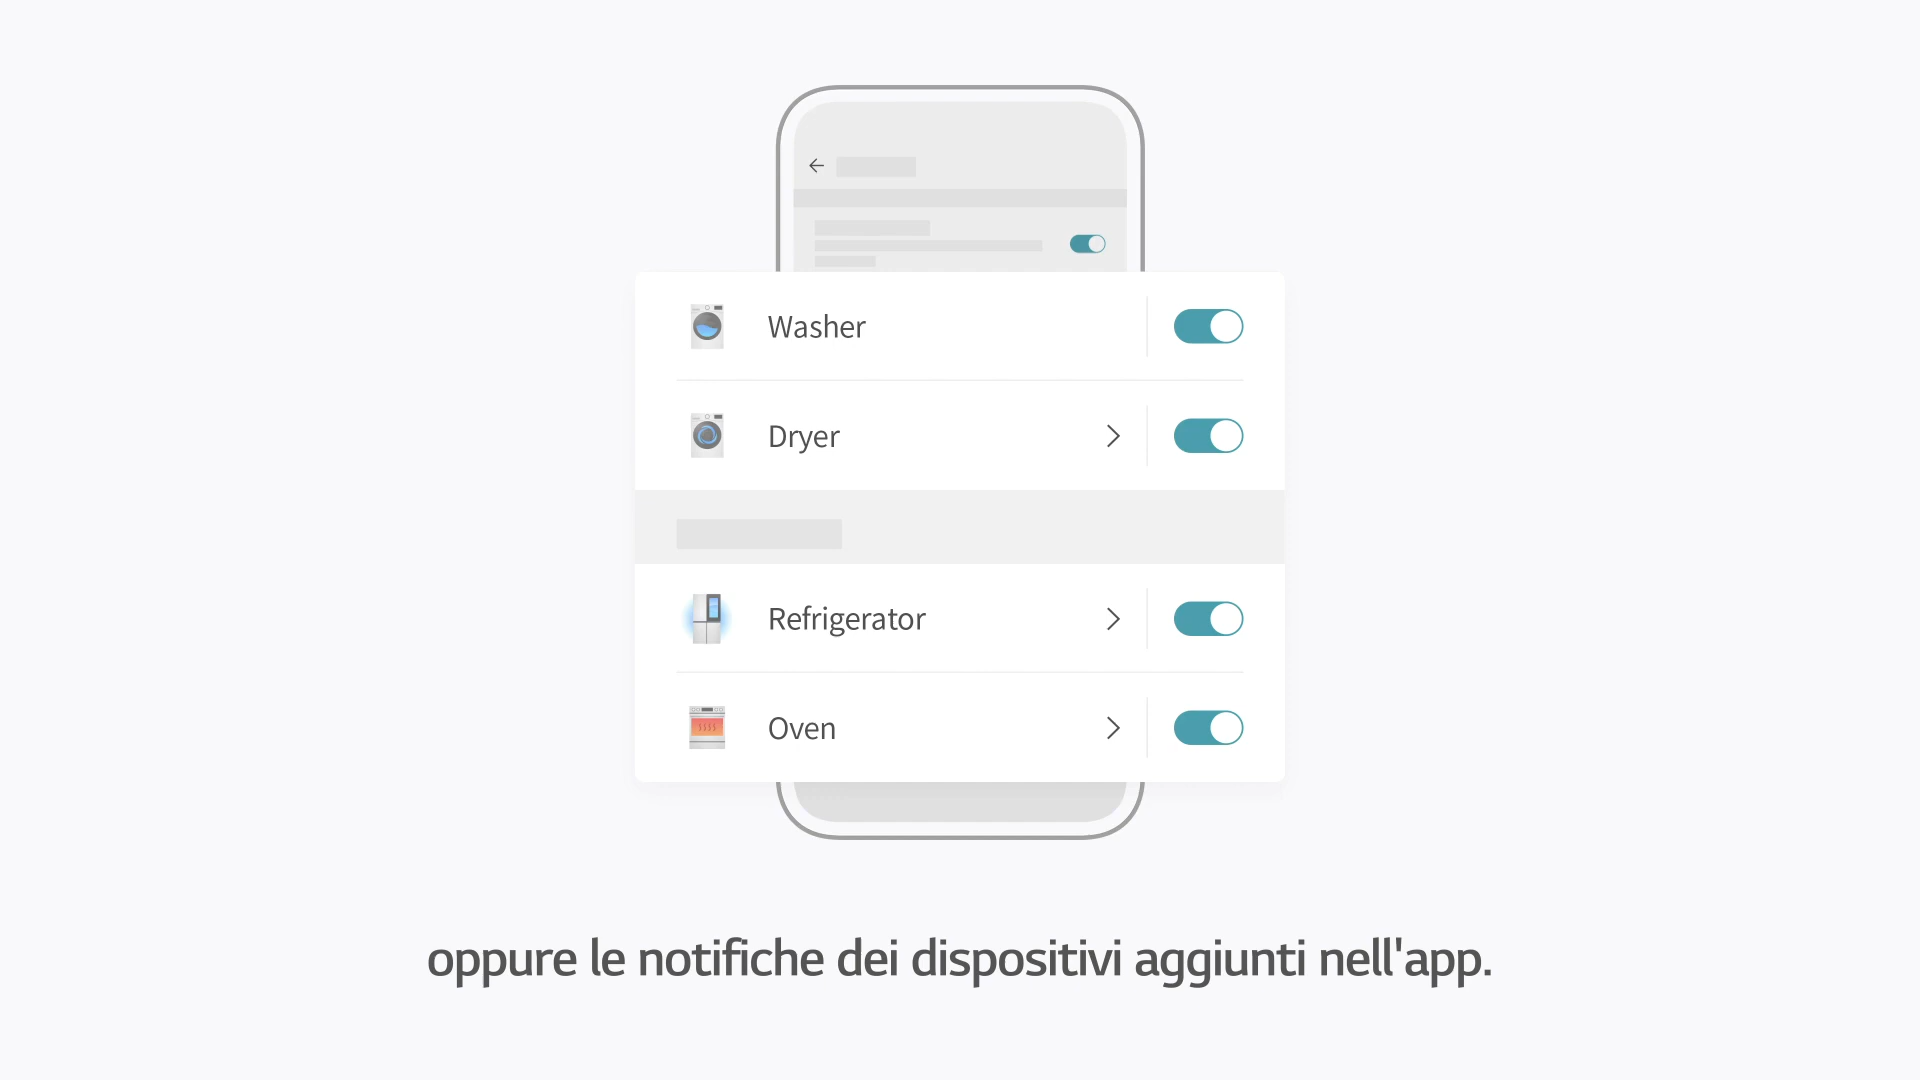 Washer
Dryer
Refrigerator
Oven
oppure le notifiche dei dispositivi aggiunti nell'app.